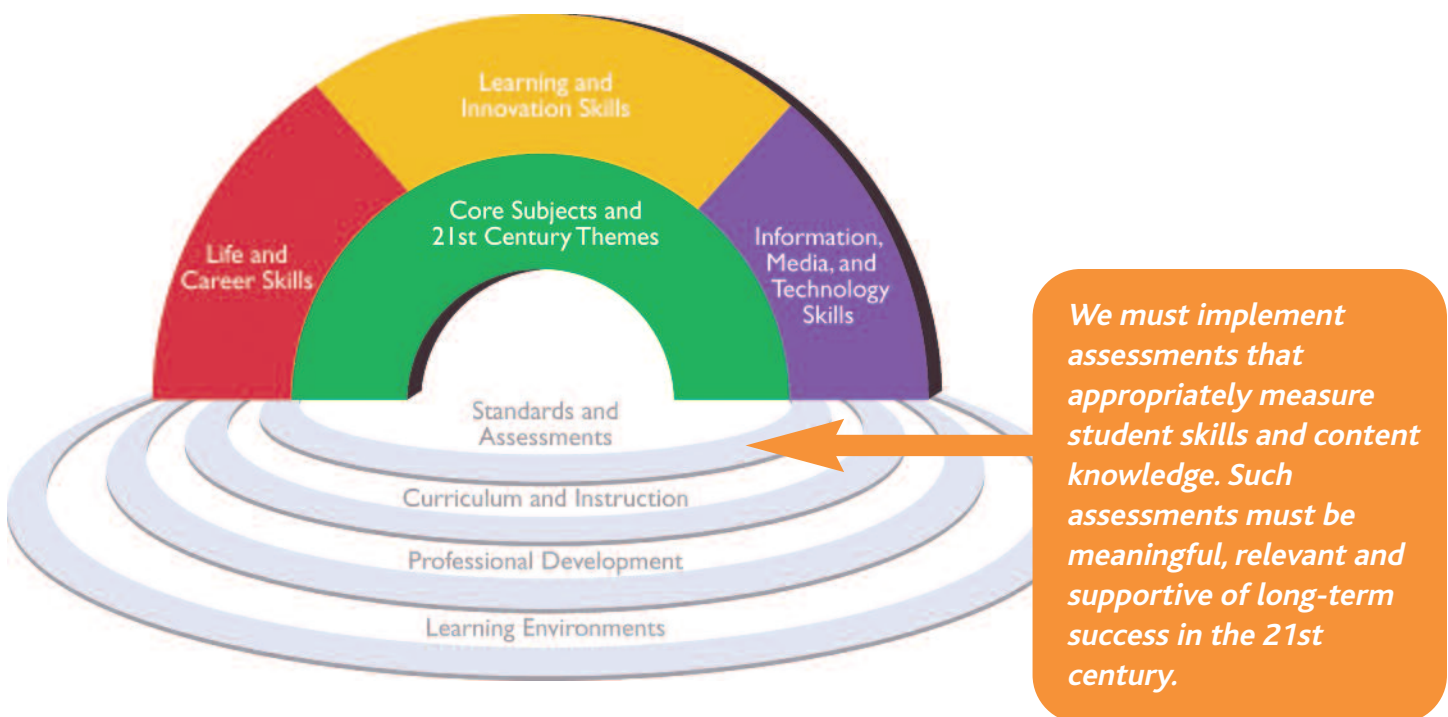 Learning and
Innovation Skills
Core Subjects and
21st Century Themes
Life and
Career Skills
Information,
Media, and
Technology
Skills
Standards and
Assessments
Curriculum and Instruction
Professional Development
Learning Environments
We must implement
assessments that
appropriately measure
student skills and content
knowledge. Such
assessments must be
meaningful, relevant and
supportive of long-term
success in the 21st
century.